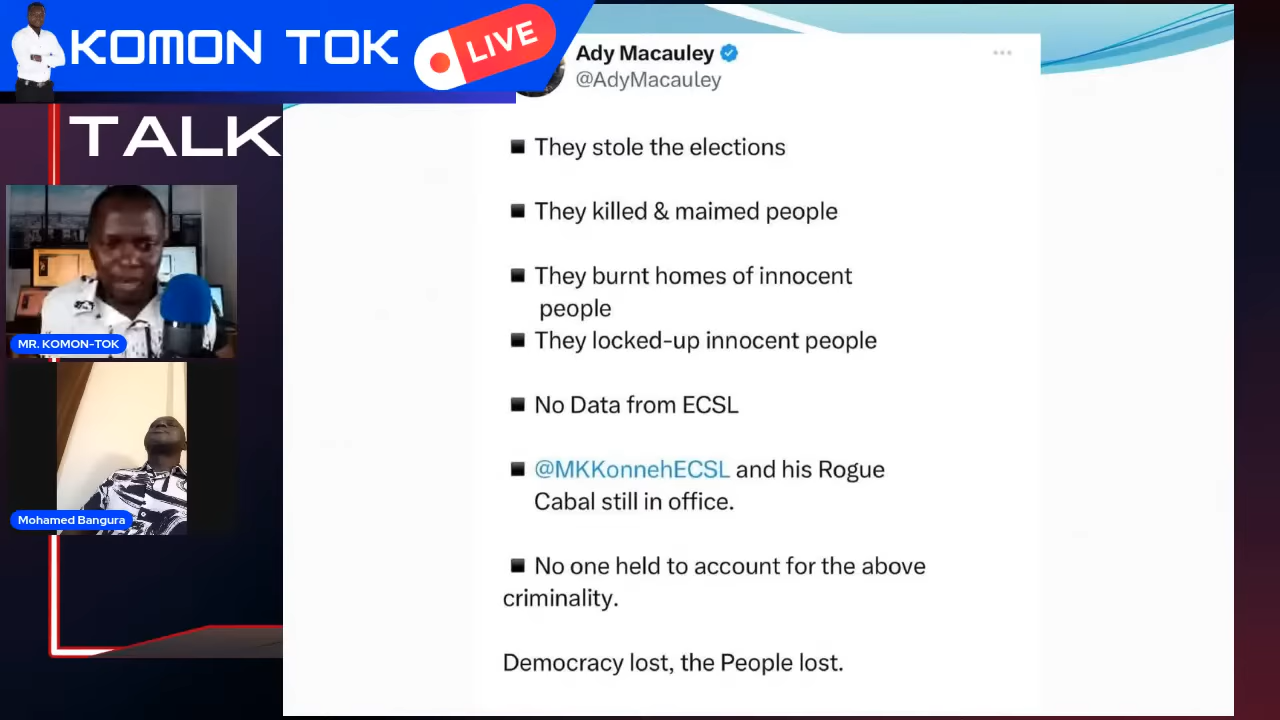 KOMON TOK
LIVE
TALK
MR. KOMON-TOK
Mohamed Bangura
Ady Macauley
@AdyMacauley
▪ They stole the elections
▪ They killed & maimed people
▪ They burnt homes of innocent
people
▪ They locked-up innocent people
▪ No Data from ECSL
▪ @MKKonnehECSL and his Rogue
Cabal still in office.
▪ No one held to account for the above
criminality.
Democracy lost, the People lost.